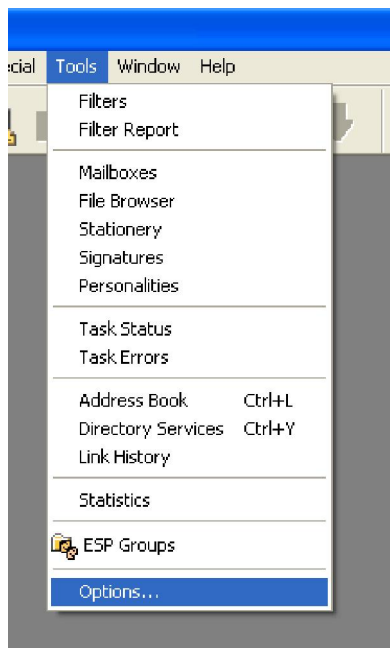 ecial Tools Window Help
Filters
Filter Report
Mailboxes
File Browser
Stationery
Signatures
Personalities
Task Status
Task Errors
Address Book Ctrl+L
Directory Services Ctrl+Y
Link History
Statistics
ESP Groups
Options...